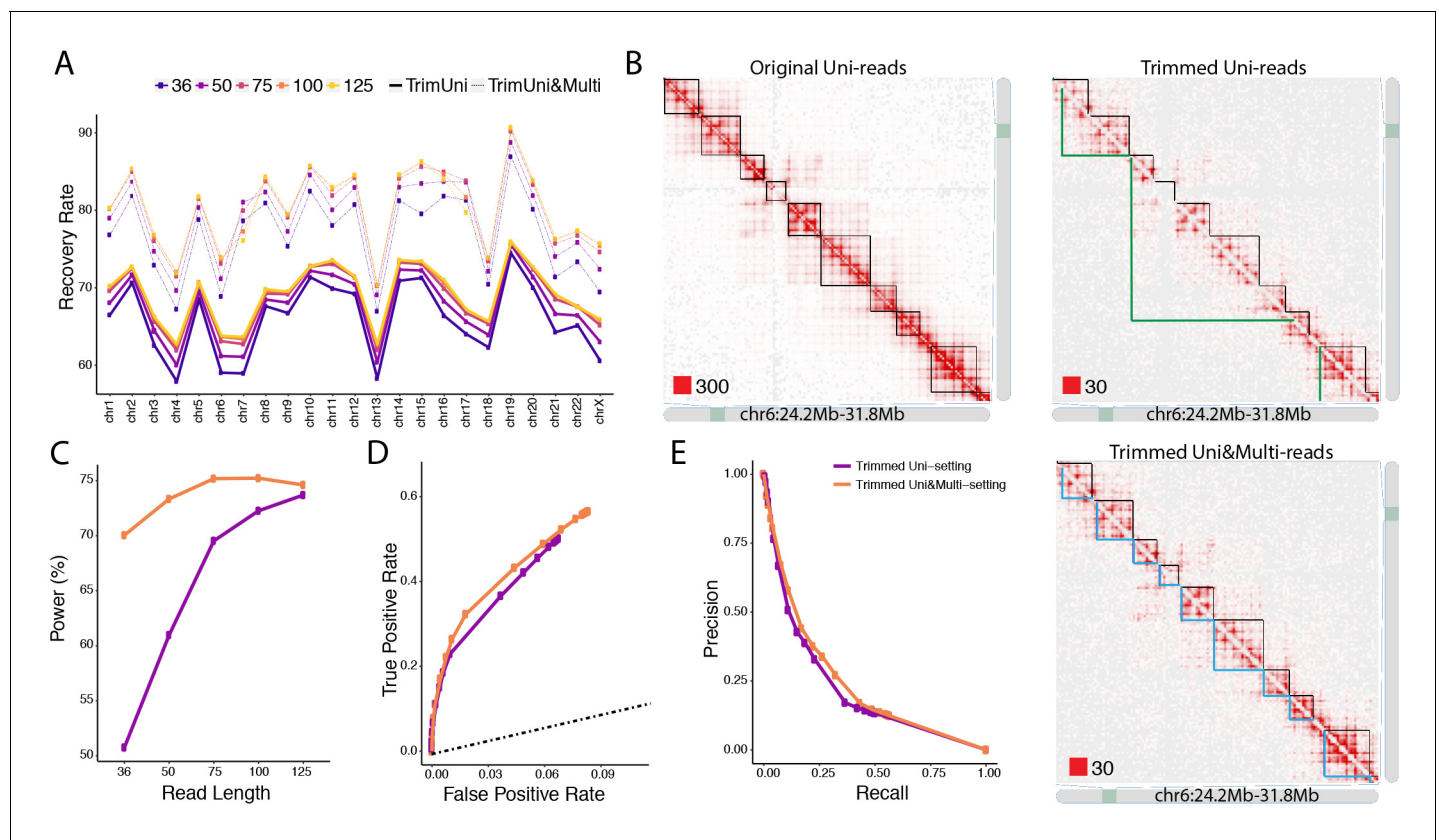 A
36 50 75 100 125 TrimUni TrimUni&Multi
Recovery Rate
90
80
70
60
chr1 chr2 chr3 chr4 chr5 chr6 chr7 chr8 chr9 chr10 chr11 chr12 chr13 chr14 chr15 chr16 chr17 chr18 chr19 chr20 chr21 chr22 chrX
B
Original Uni-reads
300
chr6:24.2Mb-31.8Mb
Trimmed Uni-reads
30
chr6:24.2Mb-31.8Mb
Trimmed Uni&Multi-reads
30
chr6:24.2Mb-31.8Mb
C
Power (%)
75
70
65
60
55
50
36 50 75 100 125
Read Length
D
True Positive Rate
0.6
0.4
0.2
0.0
0.00 0.03 0.06 0.09
False Positive Rate
E
Trimmed Uni−setting
Trimmed Uni&Multi−setting
Precision
1.00
0.75
0.50
0.25
0.00
0.00 0.25 0.50 0.75 1.00
Recall